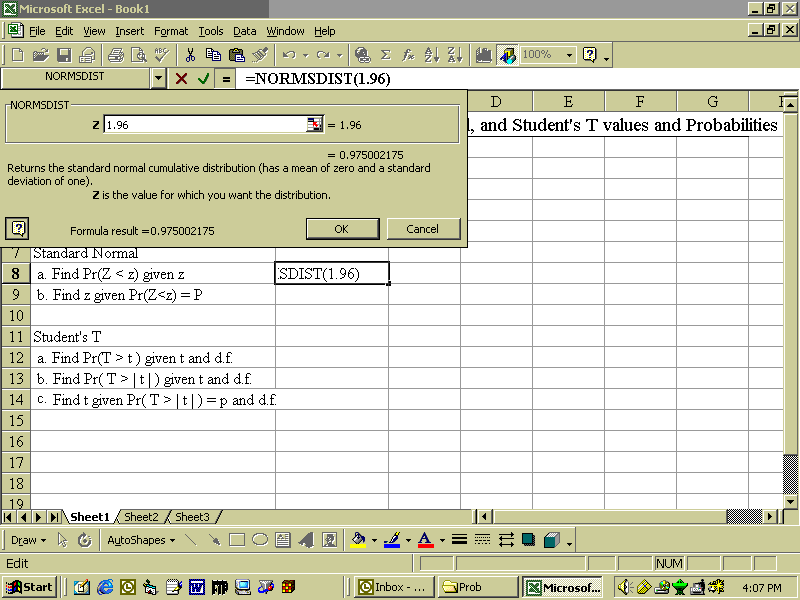 Microsoft Excel - Book1
File Edit View Insert Format Tools Data Window Help
100%
NORMSDIST
=NORMSDIST(1.96)
NORMSDIST
Z 1.96 = 1.96
= 0.975002175
Returns the standard normal cumulative distribution (has a mean of zero and a standard
deviation of one).
Z is the value for which you want the distribution.
Formula result =0.975002175
OK Cancel
D E F G
l, and Student's T values and Probabilities
7 Standard Normal
8 a. Find Pr(Z < z) given z SDIST(1.96)
9 b. Find z given Pr(Z<z) = P
10
11 Student's T
12 a. Find Pr(T > t ) given t and d.f.
13 b. Find Pr( T > | t | ) given t and d.f.
14 c. Find t given Pr( T > | t | ) = p and d.f.
15
16
17
18
19
Sheet1 Sheet2 Sheet3
Draw AutoShapes
Edit NUM
Start Inbox - ... Prob Microsof... 4:07 PM